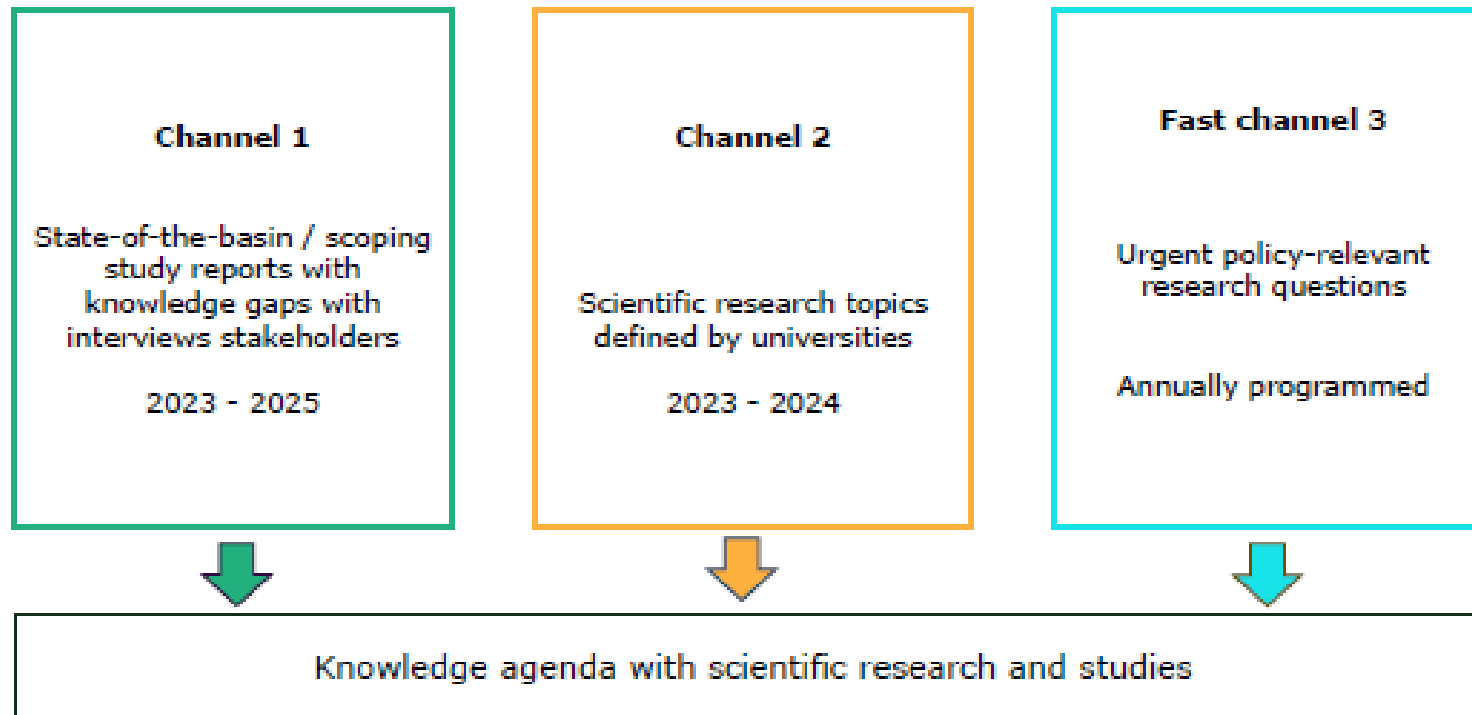 Channel 1
State-of-the-basin / scoping
study reports with
knowledge gaps with
interviews stakeholders
2023 - 2025
Channel 2
Scientific research topics
defined by universities
2023 - 2024
Fast channel 3
Urgent policy-relevant
research questions
Annually programmed
Knowledge agenda with scientific research and studies